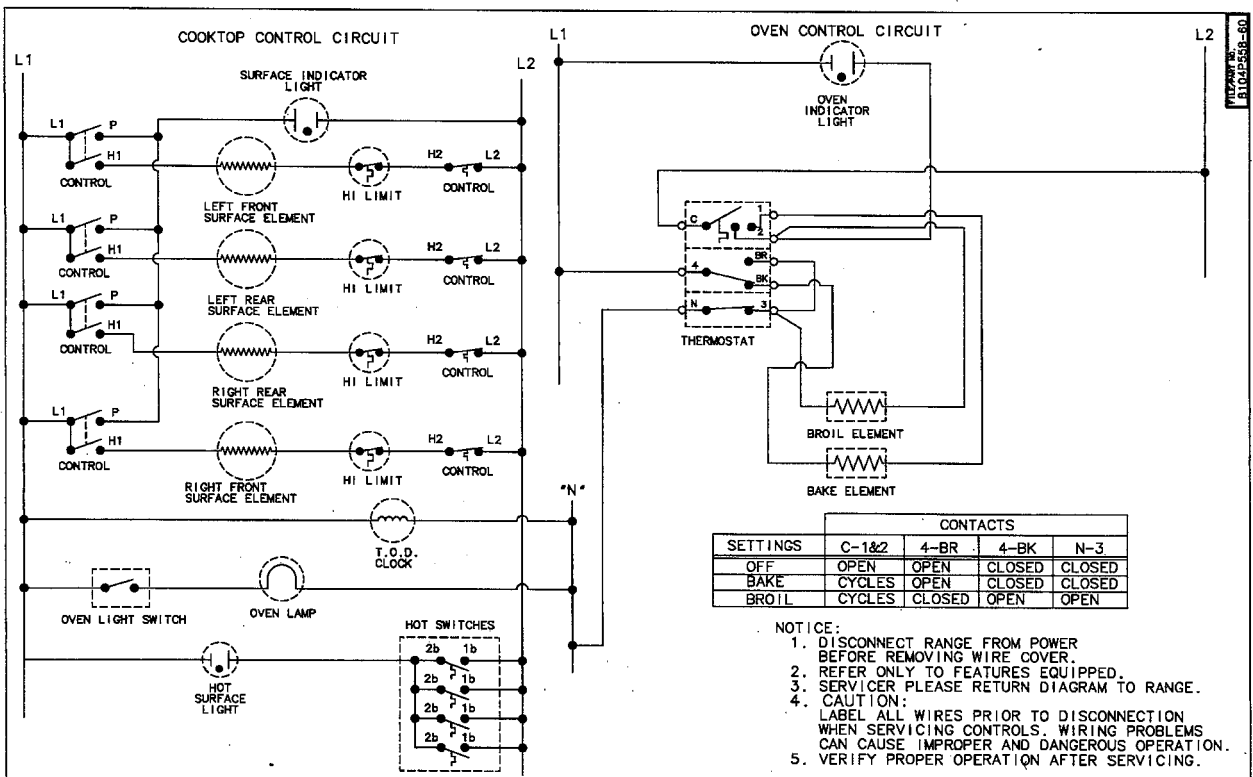 COOKTOP CONTROL CIRCUIT
L1
L2
SURFACE INDICATOR
LIGHT
L1
P
H1
CONTROL
LEFT FRONT
SURFACE ELEMENT
HI LIMIT
H2
L2
CONTROL
L1
P
H1
CONTROL
LEFT REAR
SURFACE ELEMENT
HI LIMIT
H2
L2
CONTROL
L1
P
H1
CONTROL
RIGHT REAR
SURFACE ELEMENT
HI LIMIT
H2
L2
CONTROL
L1
P
H1
CONTROL
RIGHT FRONT
SURFACE ELEMENT
HI LIMIT
H2
L2
CONTROL
"N"
T.O.D.
CLOCK
OVEN LIGHT SWITCH
OVEN LAMP
HOT SURFACE
LIGHT
HOT SWITCHES
2b 1b
2b 1b
2b 1b
2b 1b
OVEN CONTROL CIRCUIT
L1
L2
8104P558-60
OVEN
INDICATOR
LIGHT
C
1
2
4
BR
BK
N
3
THERMOSTAT
BROIL ELEMENT
BAKE ELEMENT
CONTACTS
SETTINGS C-1&2 4-BR 4-BK N-3
OFF OPEN OPEN CLOSED CLOSED
BAKE CYCLES OPEN CLOSED CLOSED
BROIL CYCLES CLOSED OPEN OPEN
NOTICE:
1. DISCONNECT RANGE FROM POWER
BEFORE REMOVING WIRE COVER.
2. REFER ONLY TO FEATURES EQUIPPED.
3. SERVICER PLEASE RETURN DIAGRAM TO RANGE.
4. CAUTION:
LABEL ALL WIRES PRIOR TO DISCONNECTION
WHEN SERVICING CONTROLS. WIRING PROBLEMS
CAN CAUSE IMPROPER AND DANGEROUS OPERATION.
5. VERIFY PROPER OPERATION AFTER SERVICING.